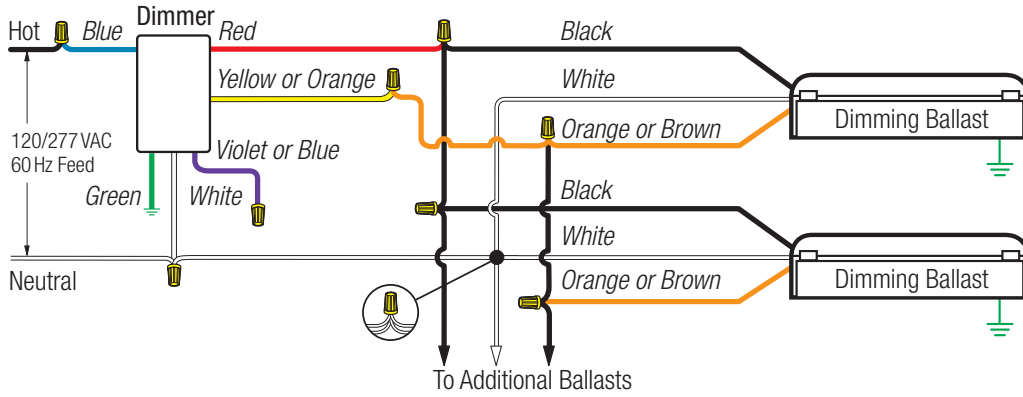 Dimmer
Hot
Blue
Red
Black
Yellow or Orange
White
Dimming Ballast
Orange or Brown
120/277 VAC
60 Hz Feed
Violet or Blue
Green
White
Black
White
Neutral
Orange or Brown
Dimming Ballast
To Additional Ballasts